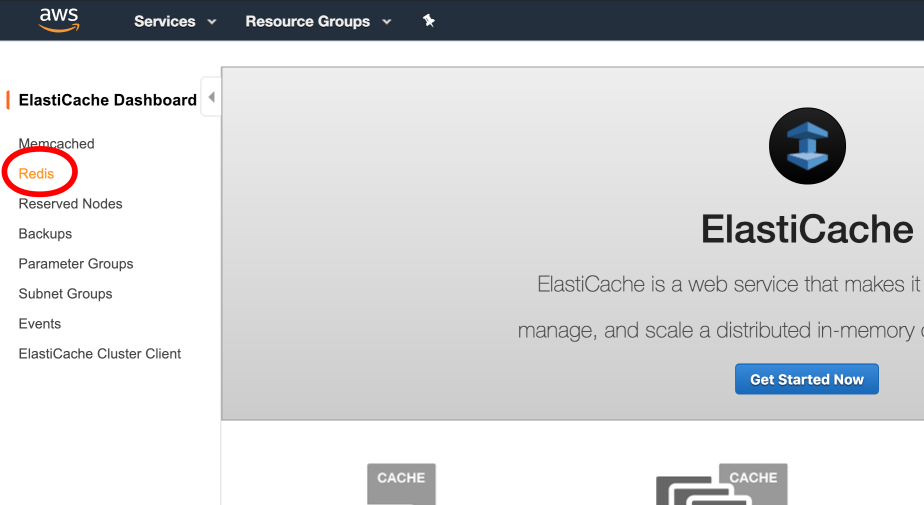 aws
Services
Resource Groups
ElastiCache Dashboard
Memcached
Redis
Reserved Nodes
Backups
Parameter Groups
Subnet Groups
Events
ElastiCache Cluster Client
ElastiCache
ElastiCache is a web service that makes it
manage, and scale a distributed in-memory
Get Started Now
CACHE
CACHE